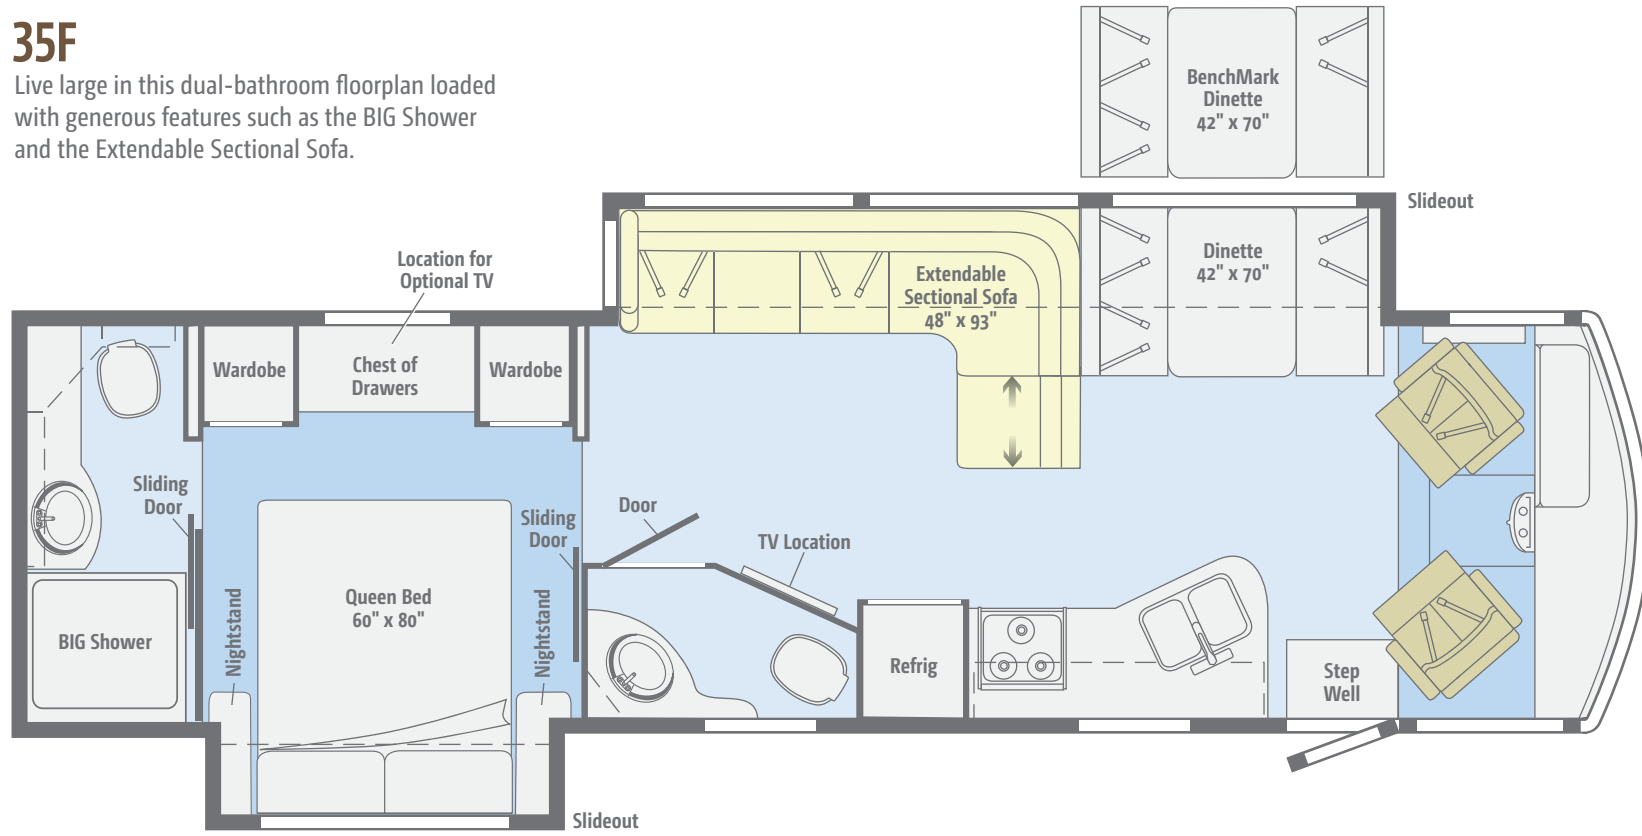 35F
Live large in this dual-bathroom floorplan loaded
with generous features such as the BIG Shower
and the Extendable Sectional Sofa.
BenchMark
Dinette
42" x 70"
Slideout
Location for
Optional TV
Extendable
Sectional Sofa
48" x 93"
Dinette
42" x 70"
Wardobe
Chest of
Drawers
Wardobe
Sliding
Door
Sliding
Door
Door
TV Location
Queen Bed
60" x 80"
BIG Shower
Nightstand
Nightstand
Refrig
Step
Well
Slideout